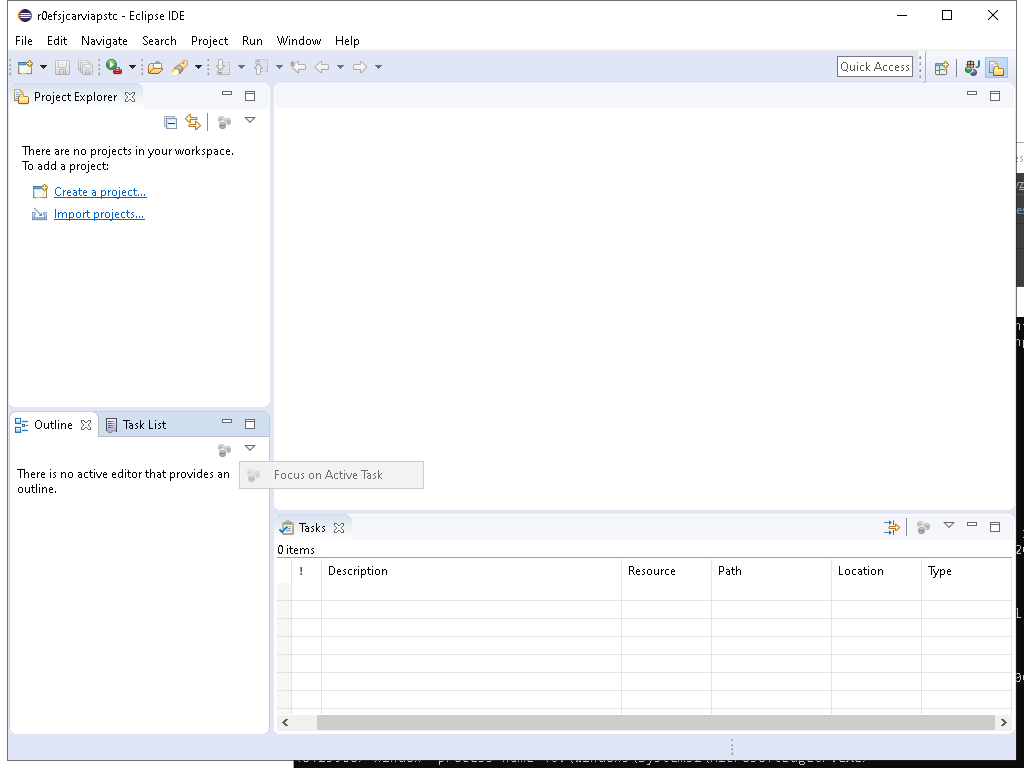 r0efsjcarviapstc - Eclipse IDE
File Edit Navigate Search Project Run Window Help
Quick Access
Project Explorer
There are no projects in your workspace.
To add a project:
Create a project...
Import projects...
Outline Task List
There is no active editor that provides an
outline.
Focus on Active Task
Tasks
0 items
! Description Resource Path Location Type